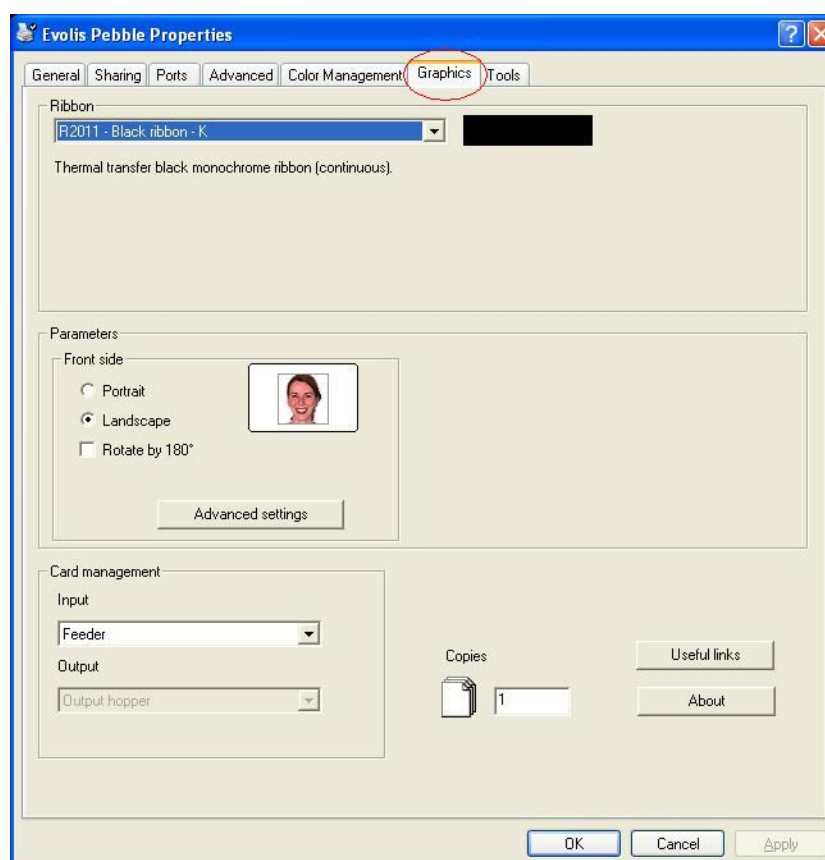 Evolis Pebble Properties
General Sharing Ports Advanced Color Management Graphics Tools
Ribbon
R2011 - Black ribbon - K
Thermal transfer black monochrome ribbon (continuous).
Parameters
Front side
Portrait
Landscape
Rotate by 180°
Advanced settings
Card management
Input
Feeder
Output
Output hopper
Copies
1
Useful links
About
OK Cancel Apply